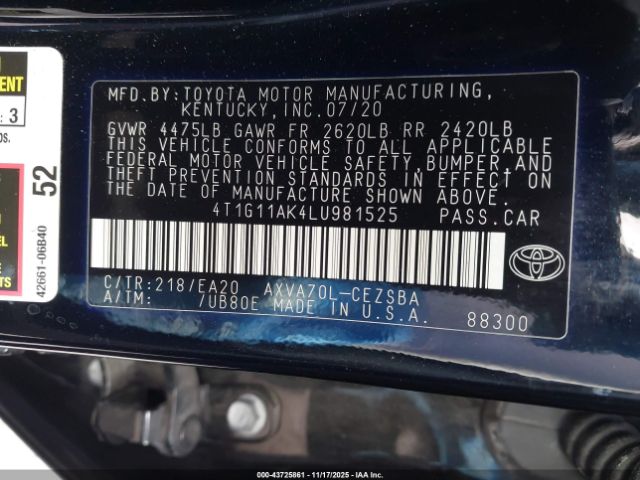 MFD.BY:TOYOTA MOTOR MANUFACTURING,
KENTUCKY,INC.07/20
GVWR 4475LB GAWR FR 2620LB RR 2420LB
THIS VEHICLE CONFORMS TO ALL APPLICABLE
FEDERAL MOTOR VEHICLE SAFETY,BUMPER,AND
THEFT PREVENTION STANDARDS IN EFFECT ON
THE DATE OF MANUFACTURE SHOWN ABOVE.
4T1G11AK4LU981525 PASS.CAR
C/TR:218/EA20 AXVA70L-CEZSBA
A/TM: /UB80E MADE IN U.S.A.
88300
: 3
52
42661-06B40
000-43725861 - 11/17/2025 - IAA Inc.